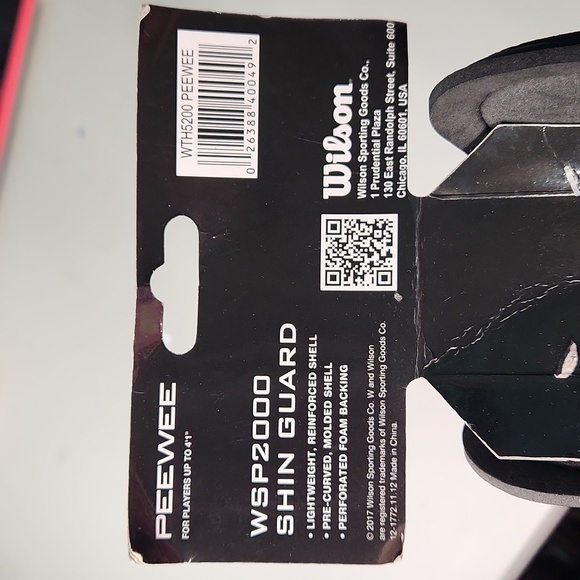 PEEWEE
FOR PLAYERS UP TO 4'1"
WSP2000
SHIN GUARD
• LIGHTWEIGHT, REINFORCED SHELL
• PRE-CURVED, MOLDED SHELL
• PERFORATED FOAM BACKING
© 2017 Wilson Sporting Goods Co. W and Wilson
are registered trademarks of Wilson Sporting Goods Co.
12-1772.11.12 Made in China
WTH5200 PEEWEE
0 26388 40049 2
Wilson
Wilson Sporting Goods Co.,
1 Prudential Plaza
130 East Randolph Street, Suite 600
Chicago, IL 60601, USA